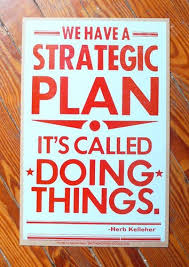 WE HAVE A
STRATEGIC
PLAN
IT'S CALLED
DOING
THINGS.
-Herb Kelleher